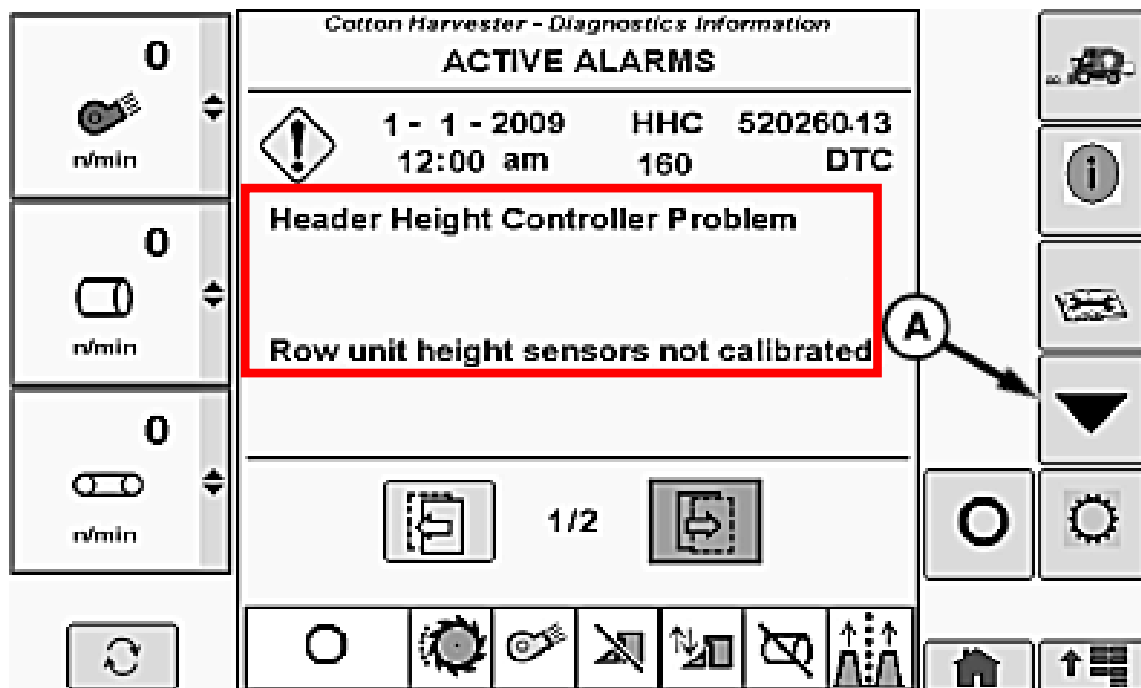 Cotton Harvester - Diagnostics Information
ACTIVE ALARMS
1 - 1 - 2009 HHC 520260.13
12:00 am 160 DTC
Header Height Controller Problem
Row unit height sensors not calibrated
0
n/min
0
n/min
0
n/min
1/2
A
i